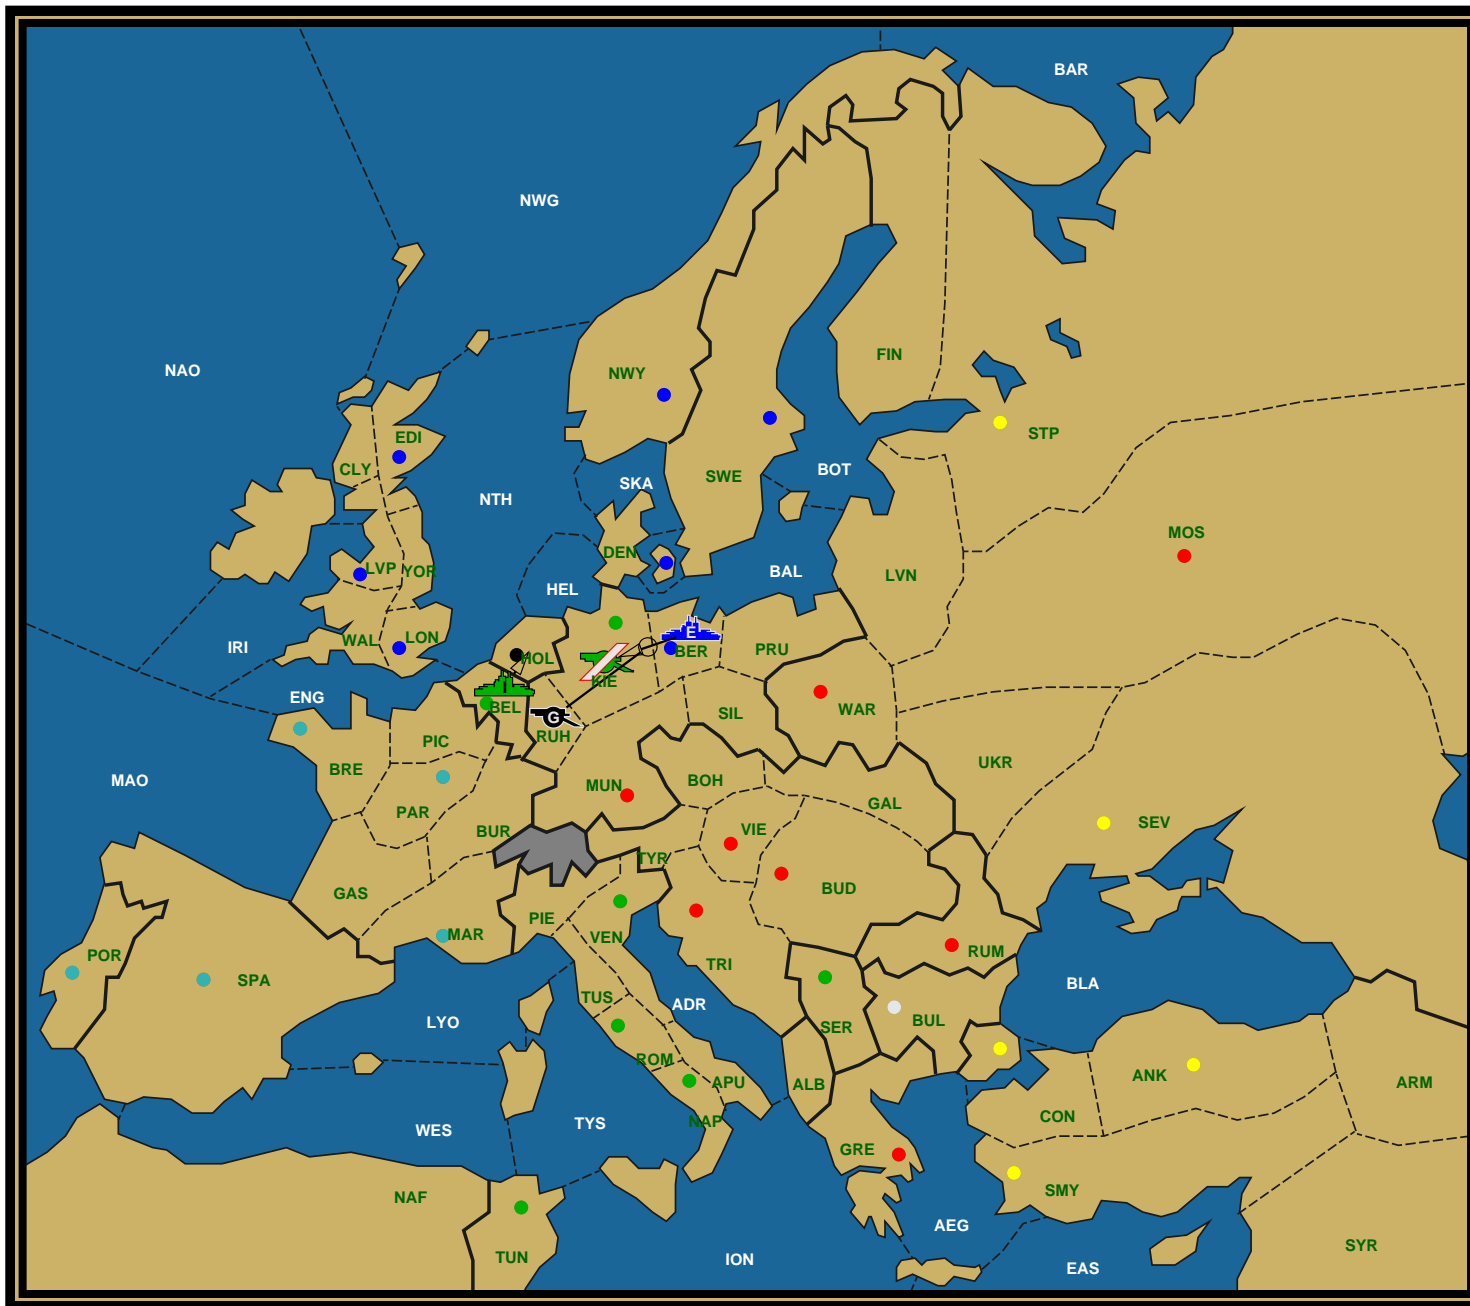 BAR
NWG
NAO
FIN
NWY
STP
EDI
CLY
SWE
BOT
SKA
NTH
MOS
DEN
BAL
LVN
LVP
YOR
HEL
IRI
WAL
LON
E
HOL
BER
PRU
KIE
ENG
BEL
G
SIL
WAR
RUH
PIC
UKR
BRE
MAO
MUN
BOH
GAL
PAR
SEV
BUR
VIE
TYR
BUD
GAS
PIE
MAR
VEN
POR
SPA
TRI
RUM
BLA
TUS
ADR
LYO
BUL
SER
ROM
APU
ALB
ANK
ARM
CON
NAP
TYS
WES
GRE
SMY
NAF
AEG
SYR
TUN
ION
EAS